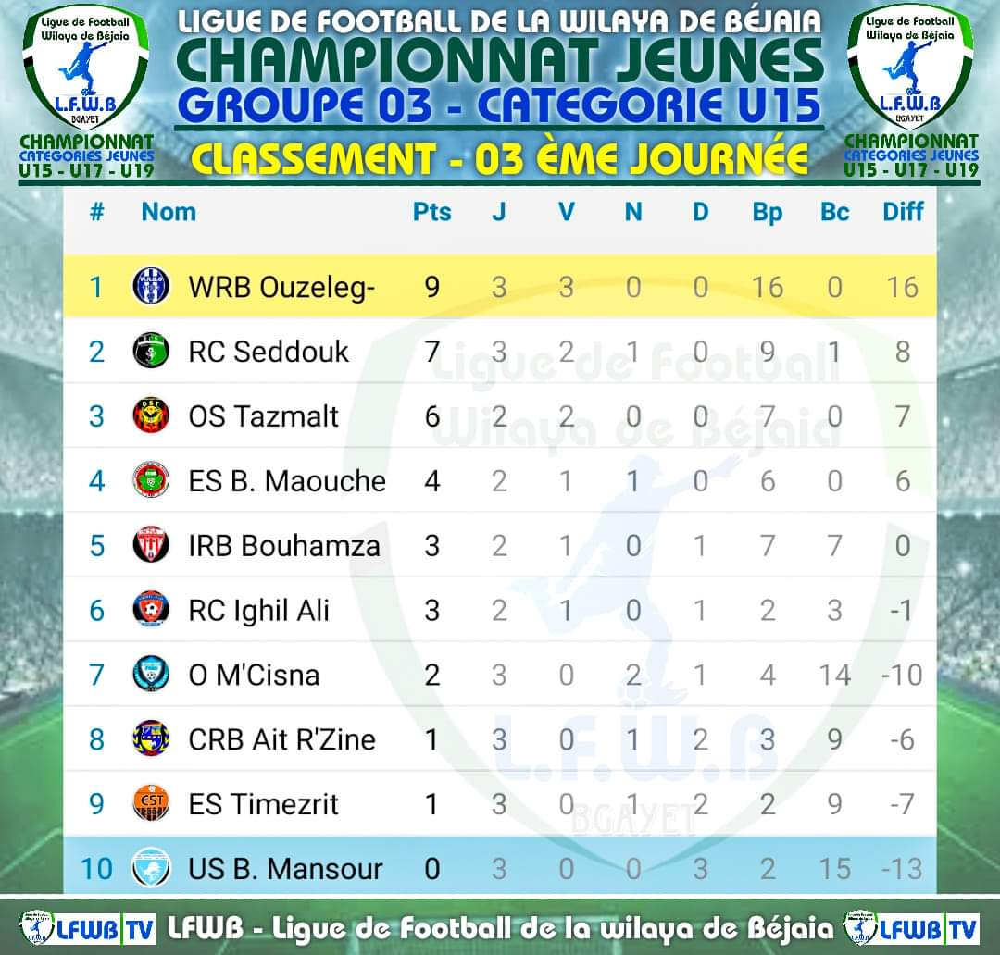 Ligue de Football
Wilaya de Béjaia
L.F.W.B
BGAYET
CHAMPIONNAT
CATEGORIES JEUNES
U15 - U17 - U19
LIGUE DE FOOTBALL DE LA WILAYA DE BÉJAIA
CHAMPIONNAT JEUNES
GROUPE 03 - CATEGORIE U15
CLASSEMENT - 03 ÈME JOURNÉE
Ligue de Football
Wilaya de Béjaia
L.F.W.B
BGAYET
CHAMPIONNAT
CATEGORIES JEUNES
U15 - U17 - U19
# Nom Pts J V N D Bp Bc Diff
1 WRB Ouzeleg- 9 3 3 0 0 16 0 16
2 RC Seddouk 7 3 2 1 0 9 1 8
3 OS Tazmalt 6 2 2 0 0 7 0 7
4 ES B. Maouche 4 2 1 1 0 6 0 6
5 IRB Bouhamza 3 2 1 0 1 7 7 0
6 RC Ighil Ali 3 2 1 0 1 2 3 -1
7 O M'Cisna 2 3 0 2 1 4 14 -10
8 CRB Ait R'Zine 1 3 0 1 2 3 9 -6
9 EST ES Timezrit 1 3 0 1 2 2 9 -7
10 US B. Mansour 0 3 0 0 3 2 15 -13
Ligue de Football
Wilaya de Béjaia
L.F.W.B
BGAYET
LFWB TV LFWB - Ligue de Football de la wilaya de Béjaia LFWB TV